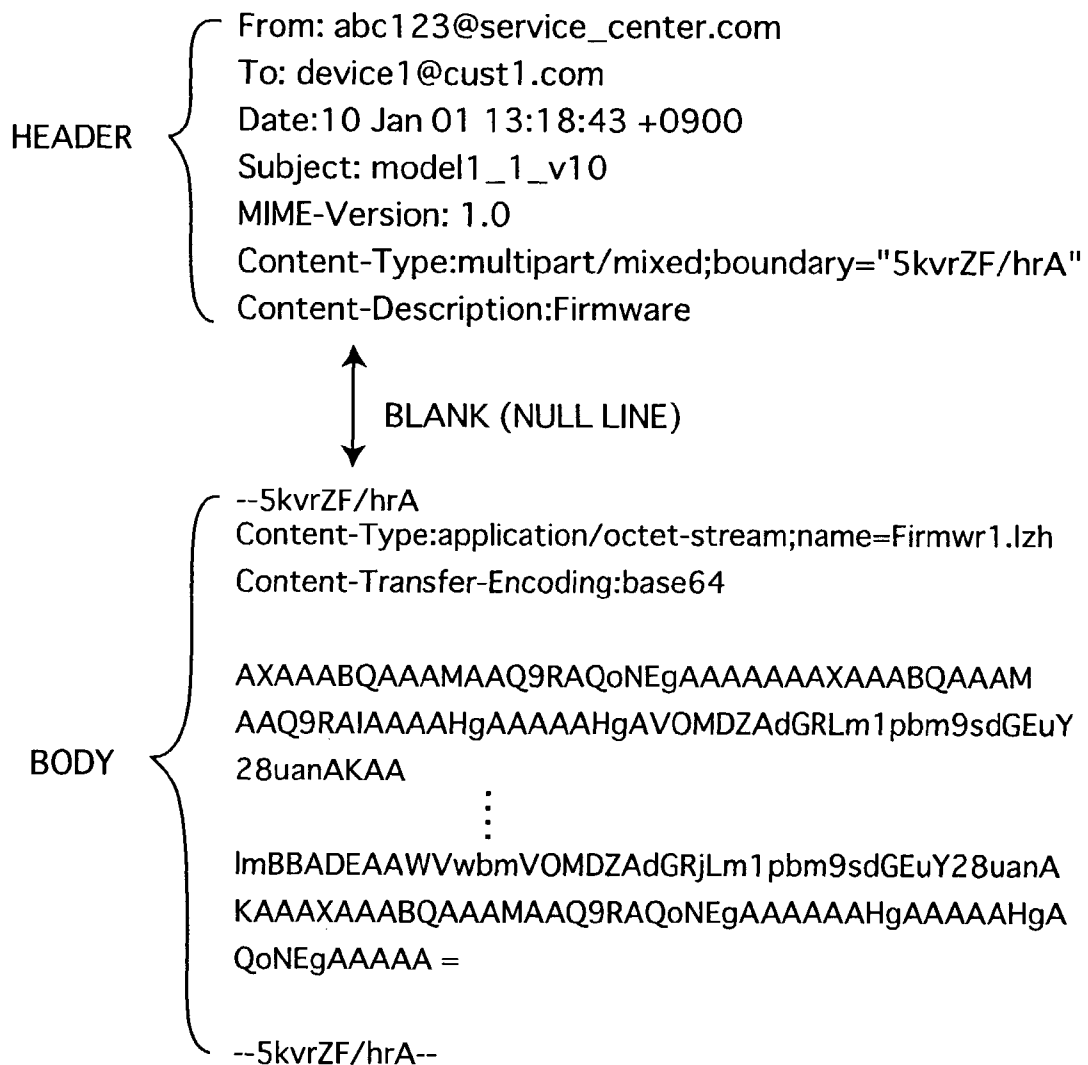 HEADER
From: abc123@service_center.com
To: device1@cust1.com
Date:10 Jan 01 13:18:43 +0900
Subject: model1_1_v10
MIME-Version: 1.0
Content-Type:multipart/mixed;boundary="5kvrZF/hrA"
Content-Description:Firmware
BLANK (NULL LINE)
BODY
--5kvrZF/hrA
Content-Type:application/octet-stream;name=Firmwr1.lzh
Content-Transfer-Encoding:base64
AXAAABQAAAMAAQ9RAQoNEgAAAAAAAXAAABQAAAM
AAQ9RAIAAAAHgAAAAAHgAVOMDZAdGRLm1pbm9sdGEuY
28uanAKAA
lmBBADEAAWVwbmVOMDZAdGRjLm1pbm9sdGEuY28uanA
KAAAXAAABQAAAMAAQ9RAQoNEgAAAAAAHgAAAAAHgA
QoNEgAAAAA =
--5kvrZF/hrA--